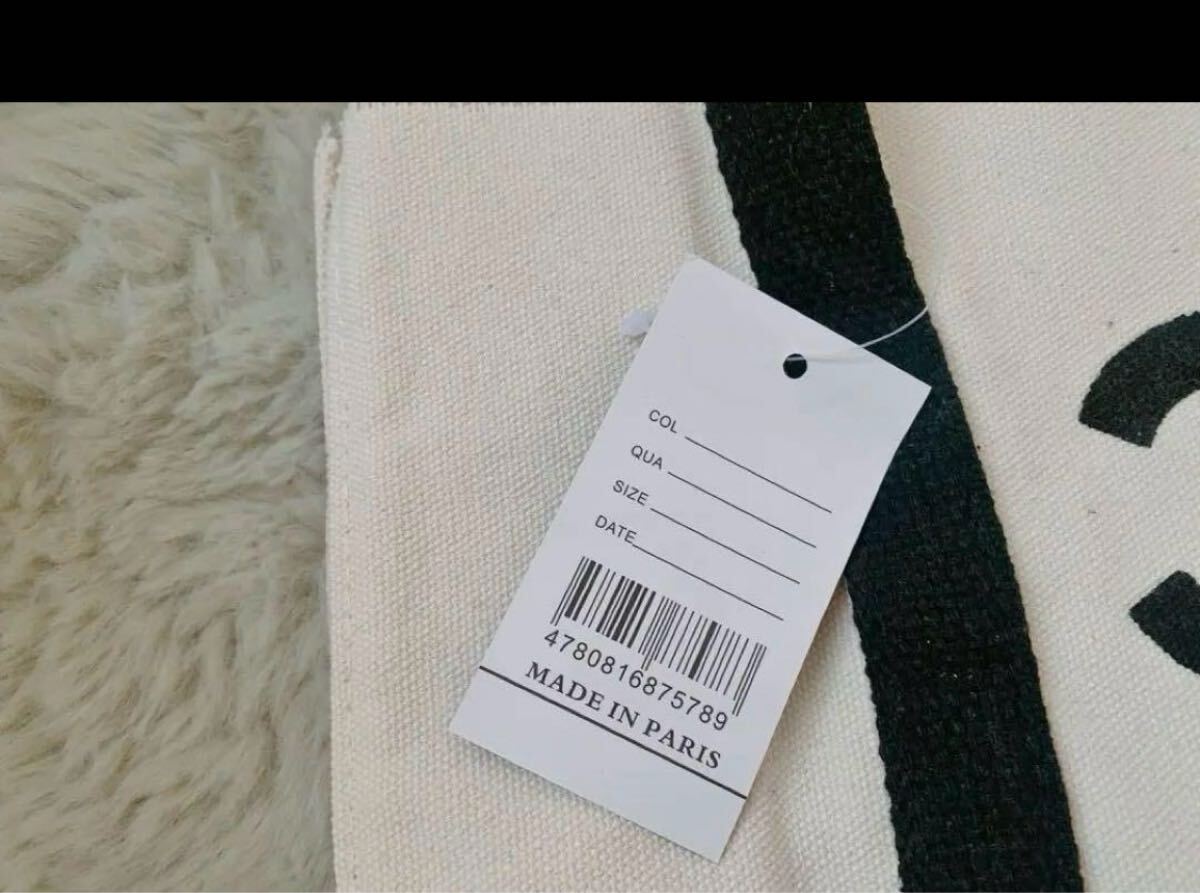 COL
QUA
SIZE
DATE
4780816875789
MADE IN PARIS